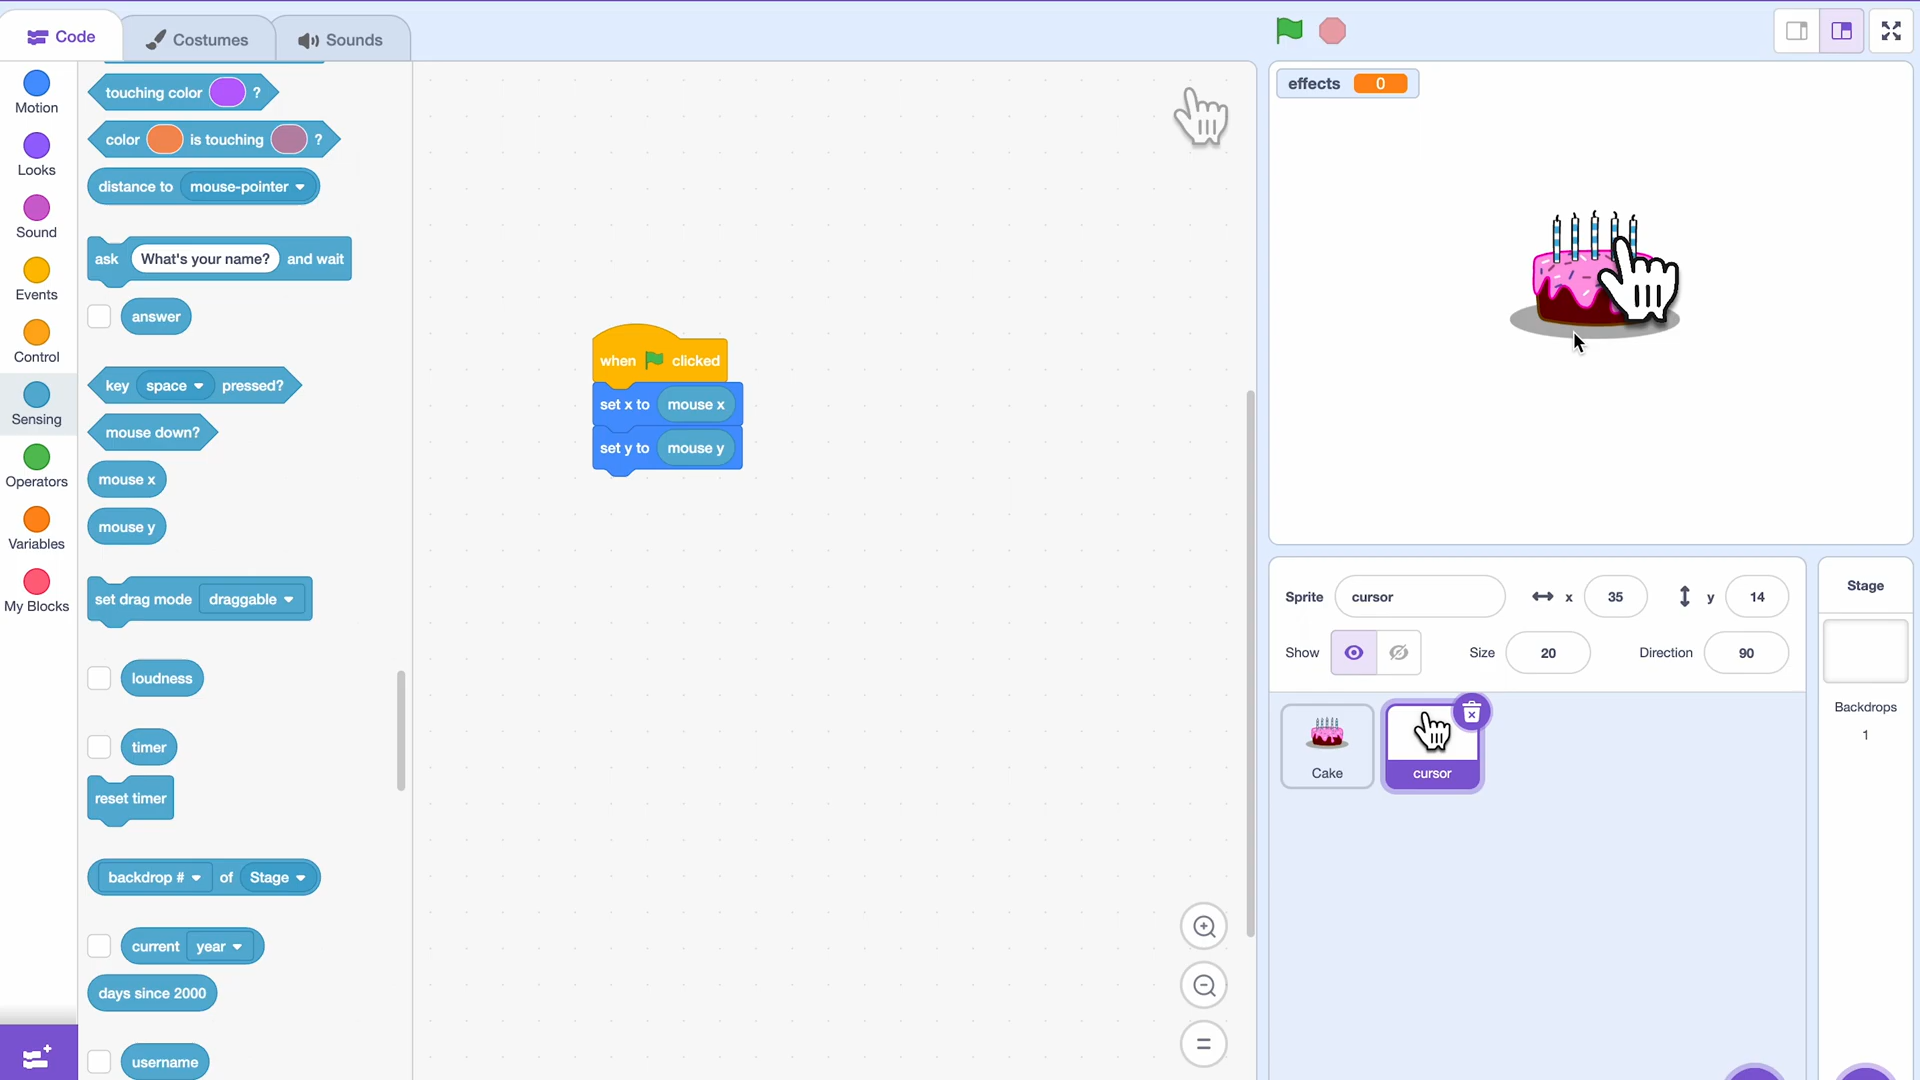 Code
Costumes
Sounds
Motion
Looks
Sound
Events
Control
Sensing
Operators
Variables
My Blocks
touching color ?
color is touching ?
distance to mouse-pointer
ask What's your name? and wait
answer
key space pressed?
mouse down?
mouse x
mouse y
set drag mode draggable
loudness
timer
reset timer
backdrop # of Stage
current year
days since 2000
username
when clicked
set x to mouse x
set y to mouse y
effects 0
Sprite cursor x 35 y 14
Show Size 20 Direction 90
Cake
cursor
Stage
Backdrops
1